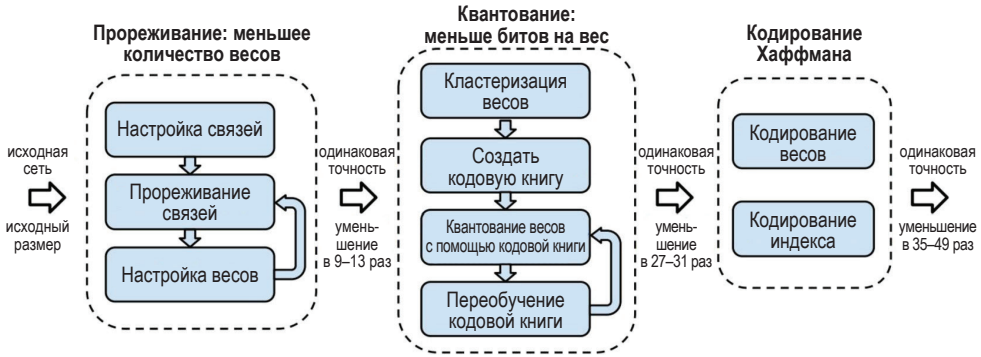 Прореживание: меньшее
количество весов
Квантование:
меньше битов на вес
Кодирование
Хаффмана
исходная
сеть
исходный
размер
Настройка связей
Прореживание
связей
Настройка весов
одинаковая
точность
умень-
шение
в 9–13 раз
Кластеризация
весов
Создать
кодовую книгу
Квантование весов
с помощью кодовой книги
Переобучение
кодовой книги
одинаковая
точность
умень-
шение
в 27–31 раз
Кодирование
весов
Кодирование
индекса
одинаковая
точность
уменьшение
в 35–49 раз